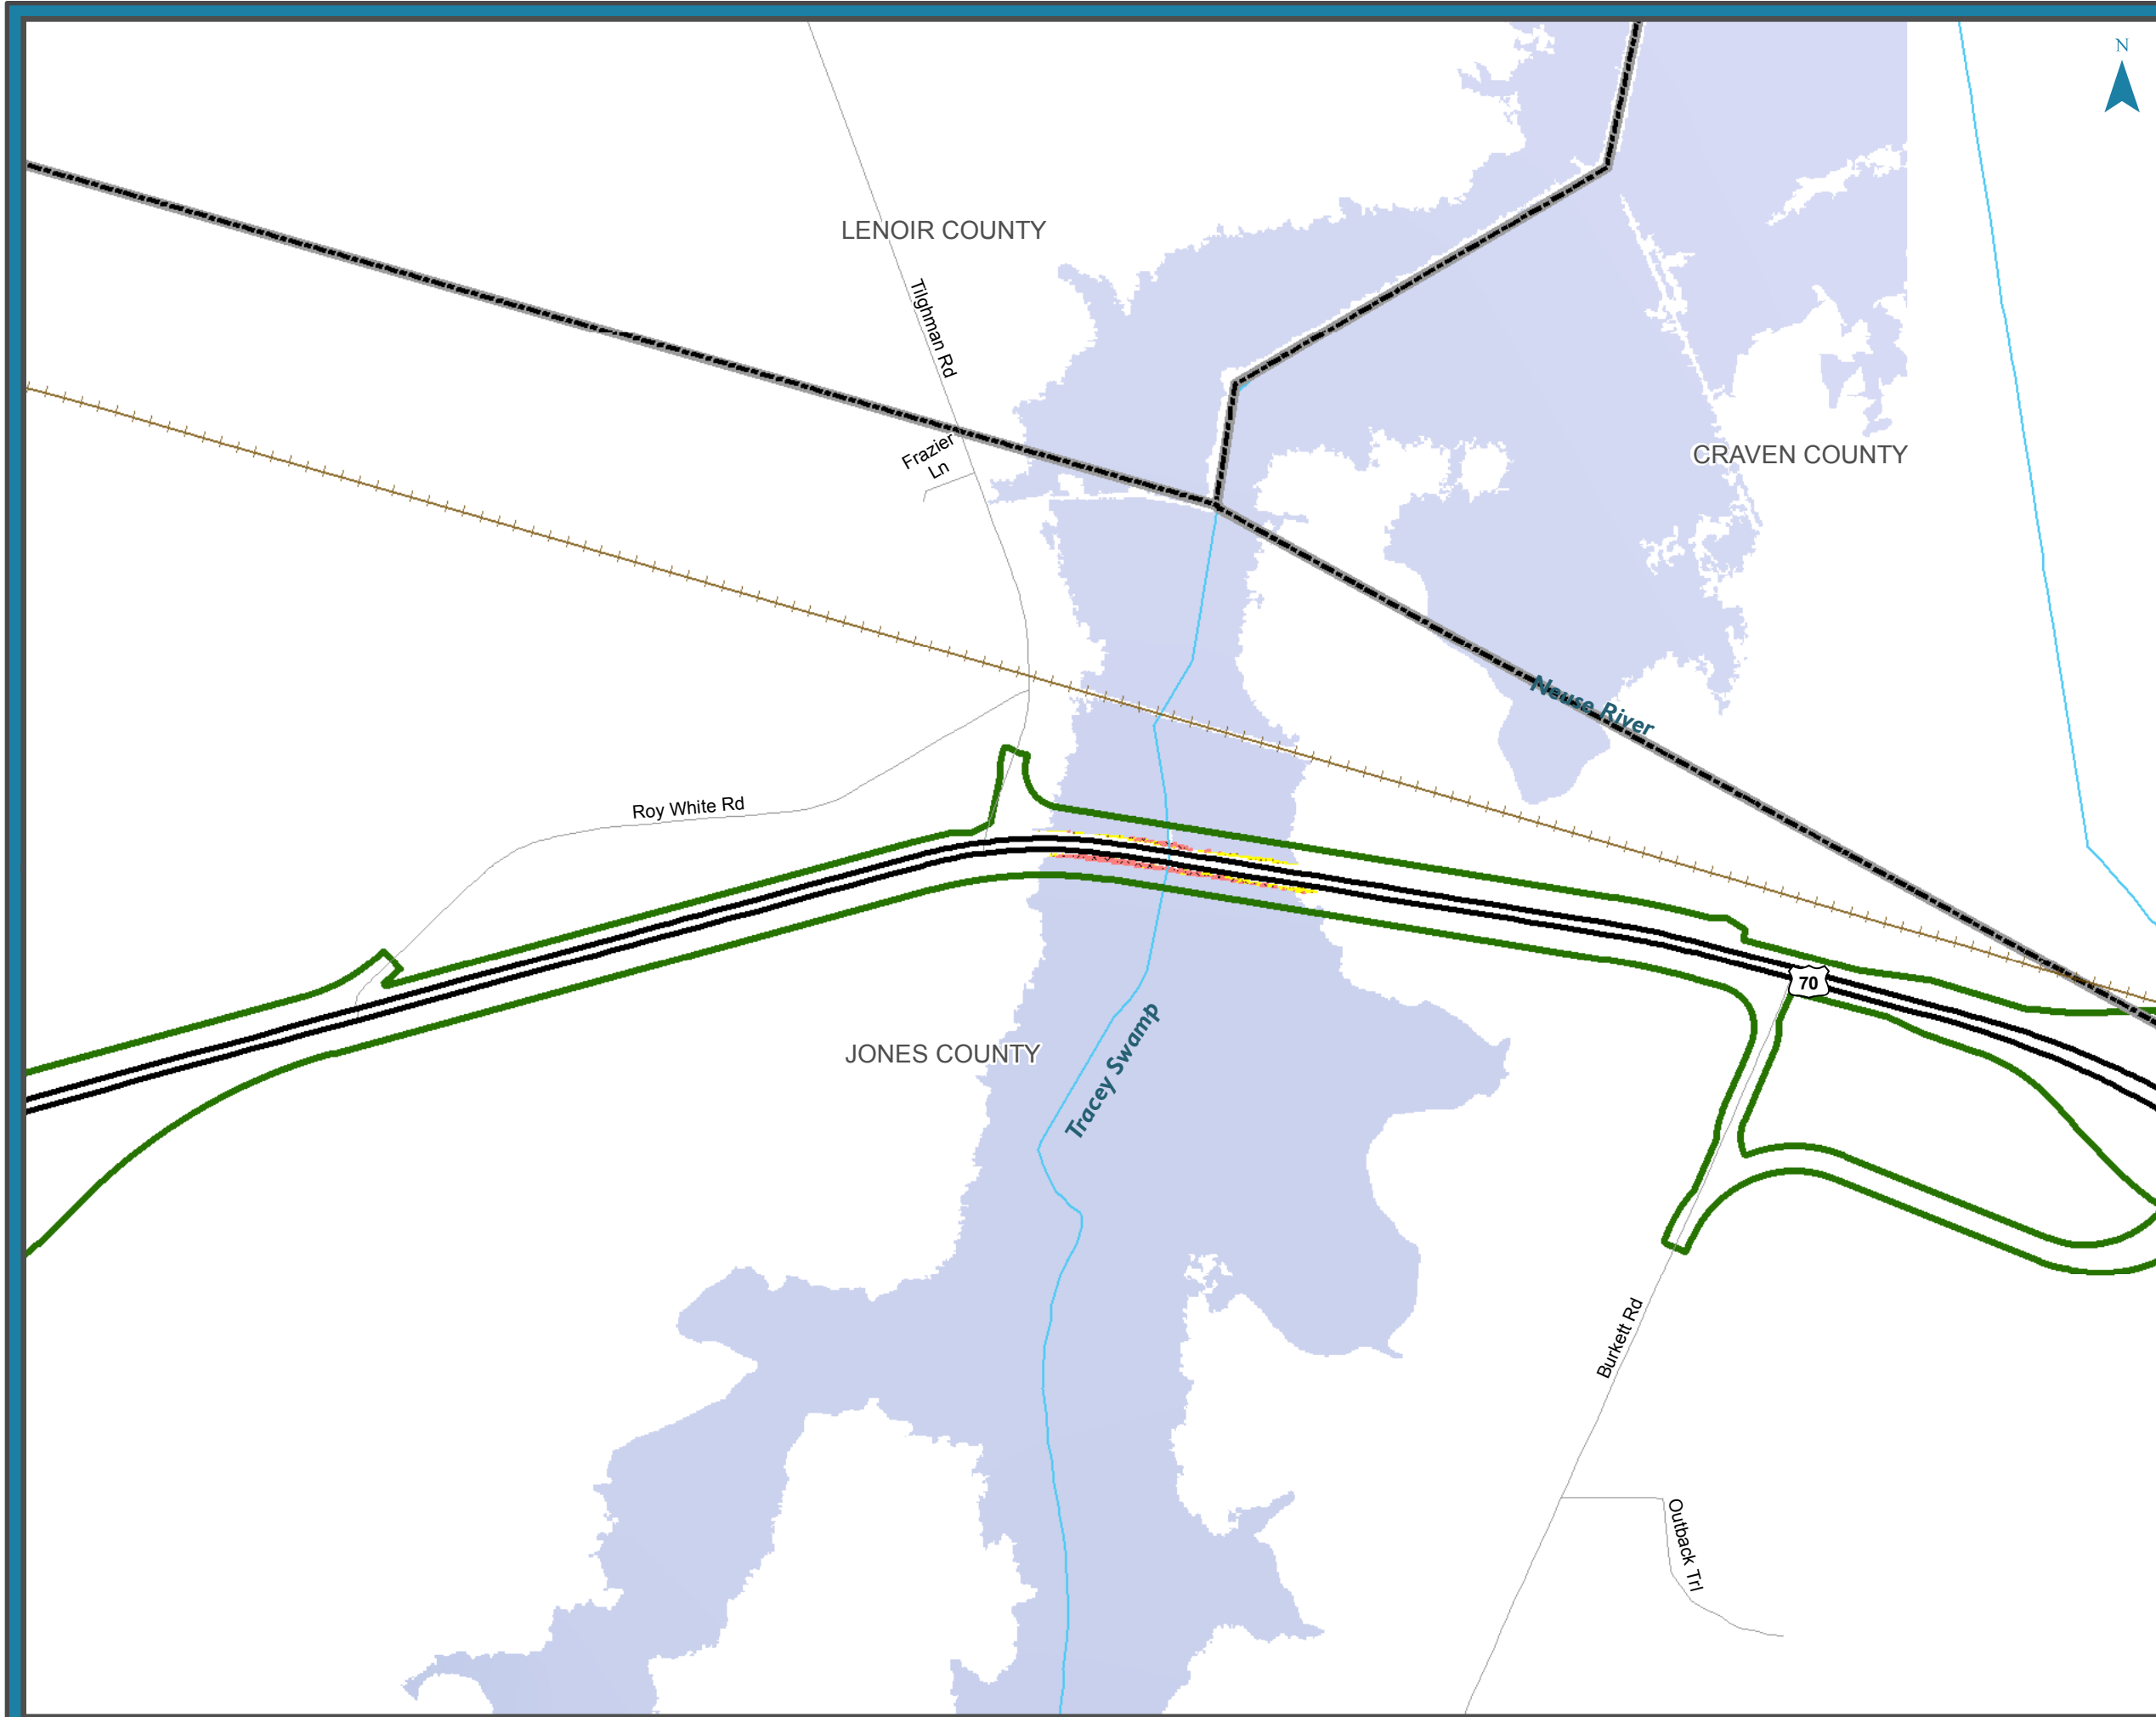 N
LENOIR COUNTY
Tilghman Rd
Frazier
Ln
CRAVEN COUNTY
Neuse River
Roy White Rd
70
JONES COUNTY
Tracey Swamp
Burkett Rd
Outback Trl